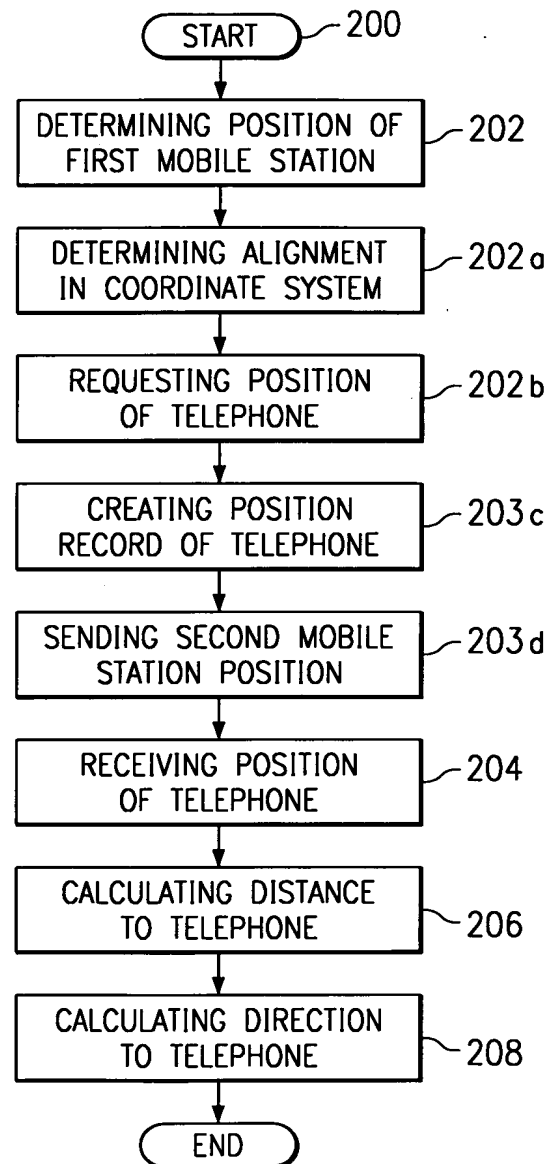 START
200
DETERMINING POSITION OF
FIRST MOBILE STATION
202
DETERMINING ALIGNMENT
IN COORDINATE SYSTEM
202a
REQUESTING POSITION
OF TELEPHONE
202b
CREATING POSITION
RECORD OF TELEPHONE
203c
SENDING SECOND MOBILE
STATION POSITION
203d
RECEIVING POSITION
OF TELEPHONE
204
CALCULATING DISTANCE
TO TELEPHONE
206
CALCULATING DIRECTION
TO TELEPHONE
208
END